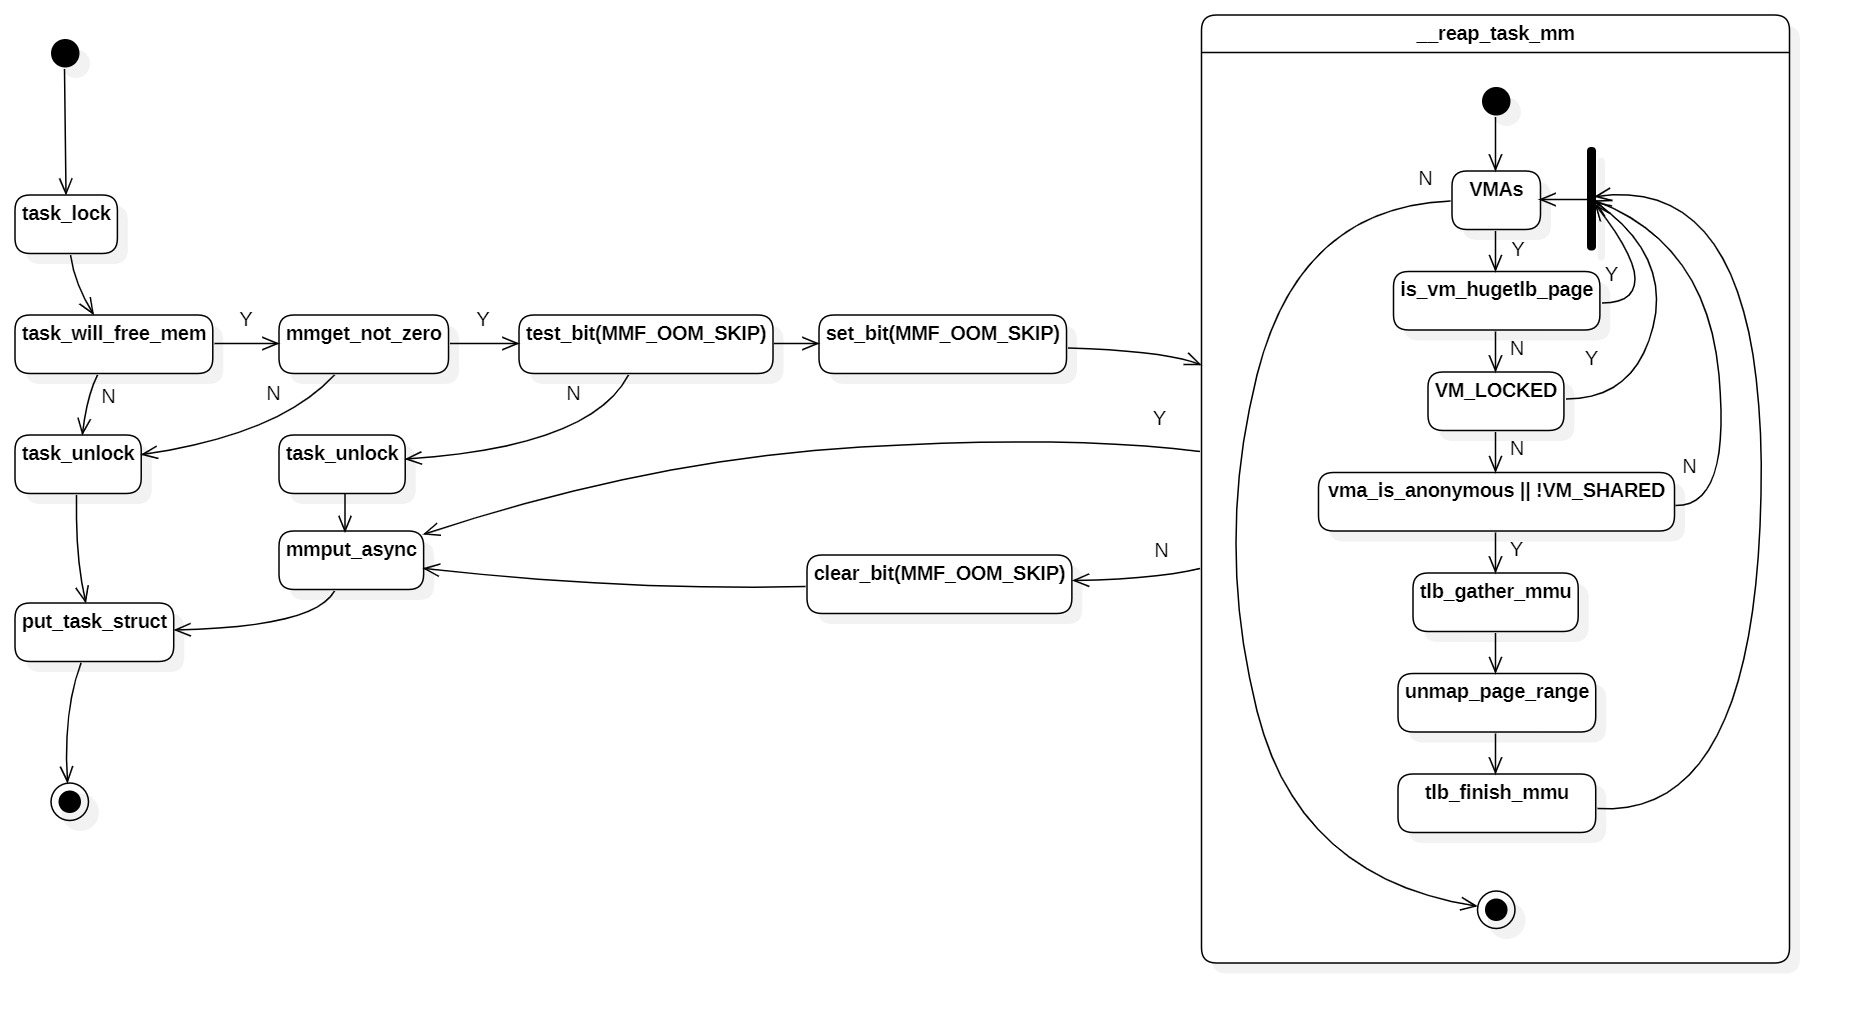 __reap_task_mm
VMAs
N
task_lock
Y
Y
is_vm_hugetlb_page
task_will_free_mem
Y
mmget_not_zero
Y
test_bit(MMF_OOM_SKIP)
set_bit(MMF_OOM_SKIP)
N
Y
N
N
N
VM_LOCKED
Y
N
task_unlock
task_unlock
N
vma_is_anonymous || !VM_SHARED
mmput_async
N
Y
clear_bit(MMF_OOM_SKIP)
tlb_gather_mmu
put_task_struct
unmap_page_range
tlb_finish_mmu